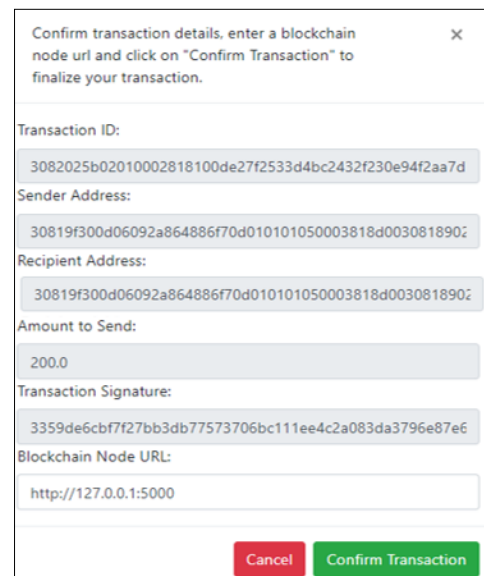 Confirm transaction details, enter a blockchain
node url and click on "Confirm Transaction" to
finalize your transaction.
×
Transaction ID:
3082025b02010002818100de27f2533d4bc2432f230e94f2aa7d
Sender Address:
30819f300d06092a864886f70d010101050003818d0030818902
Recipient Address:
30819f300d06092a864886f70d010101050003818d0030818902
Amount to Send:
200.0
Transaction Signature:
3359de6cbf7f27bb3db77573706bc111ee4c2a083da3796e87e6
Blockchain Node URL:
http://127.0.0.1:5000
Cancel
Confirm Transaction